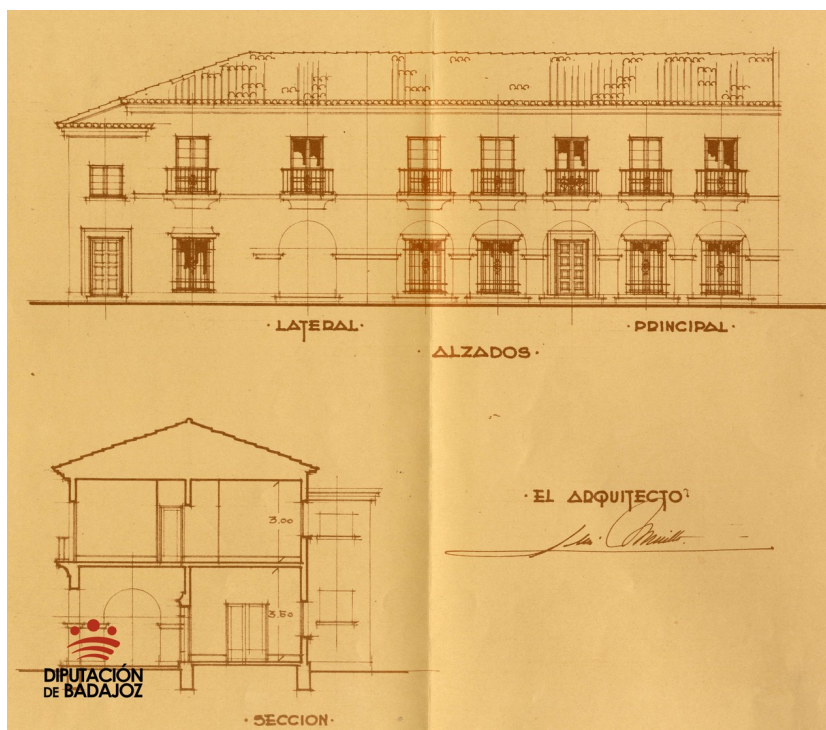 · LATERAL ·
· PRINCIPAL ·
· ALZADOS ·
· EL ARQUITECTO
3.00
3.50
DIPUTACIÓN
DE BADAJOZ
· SECCION ·